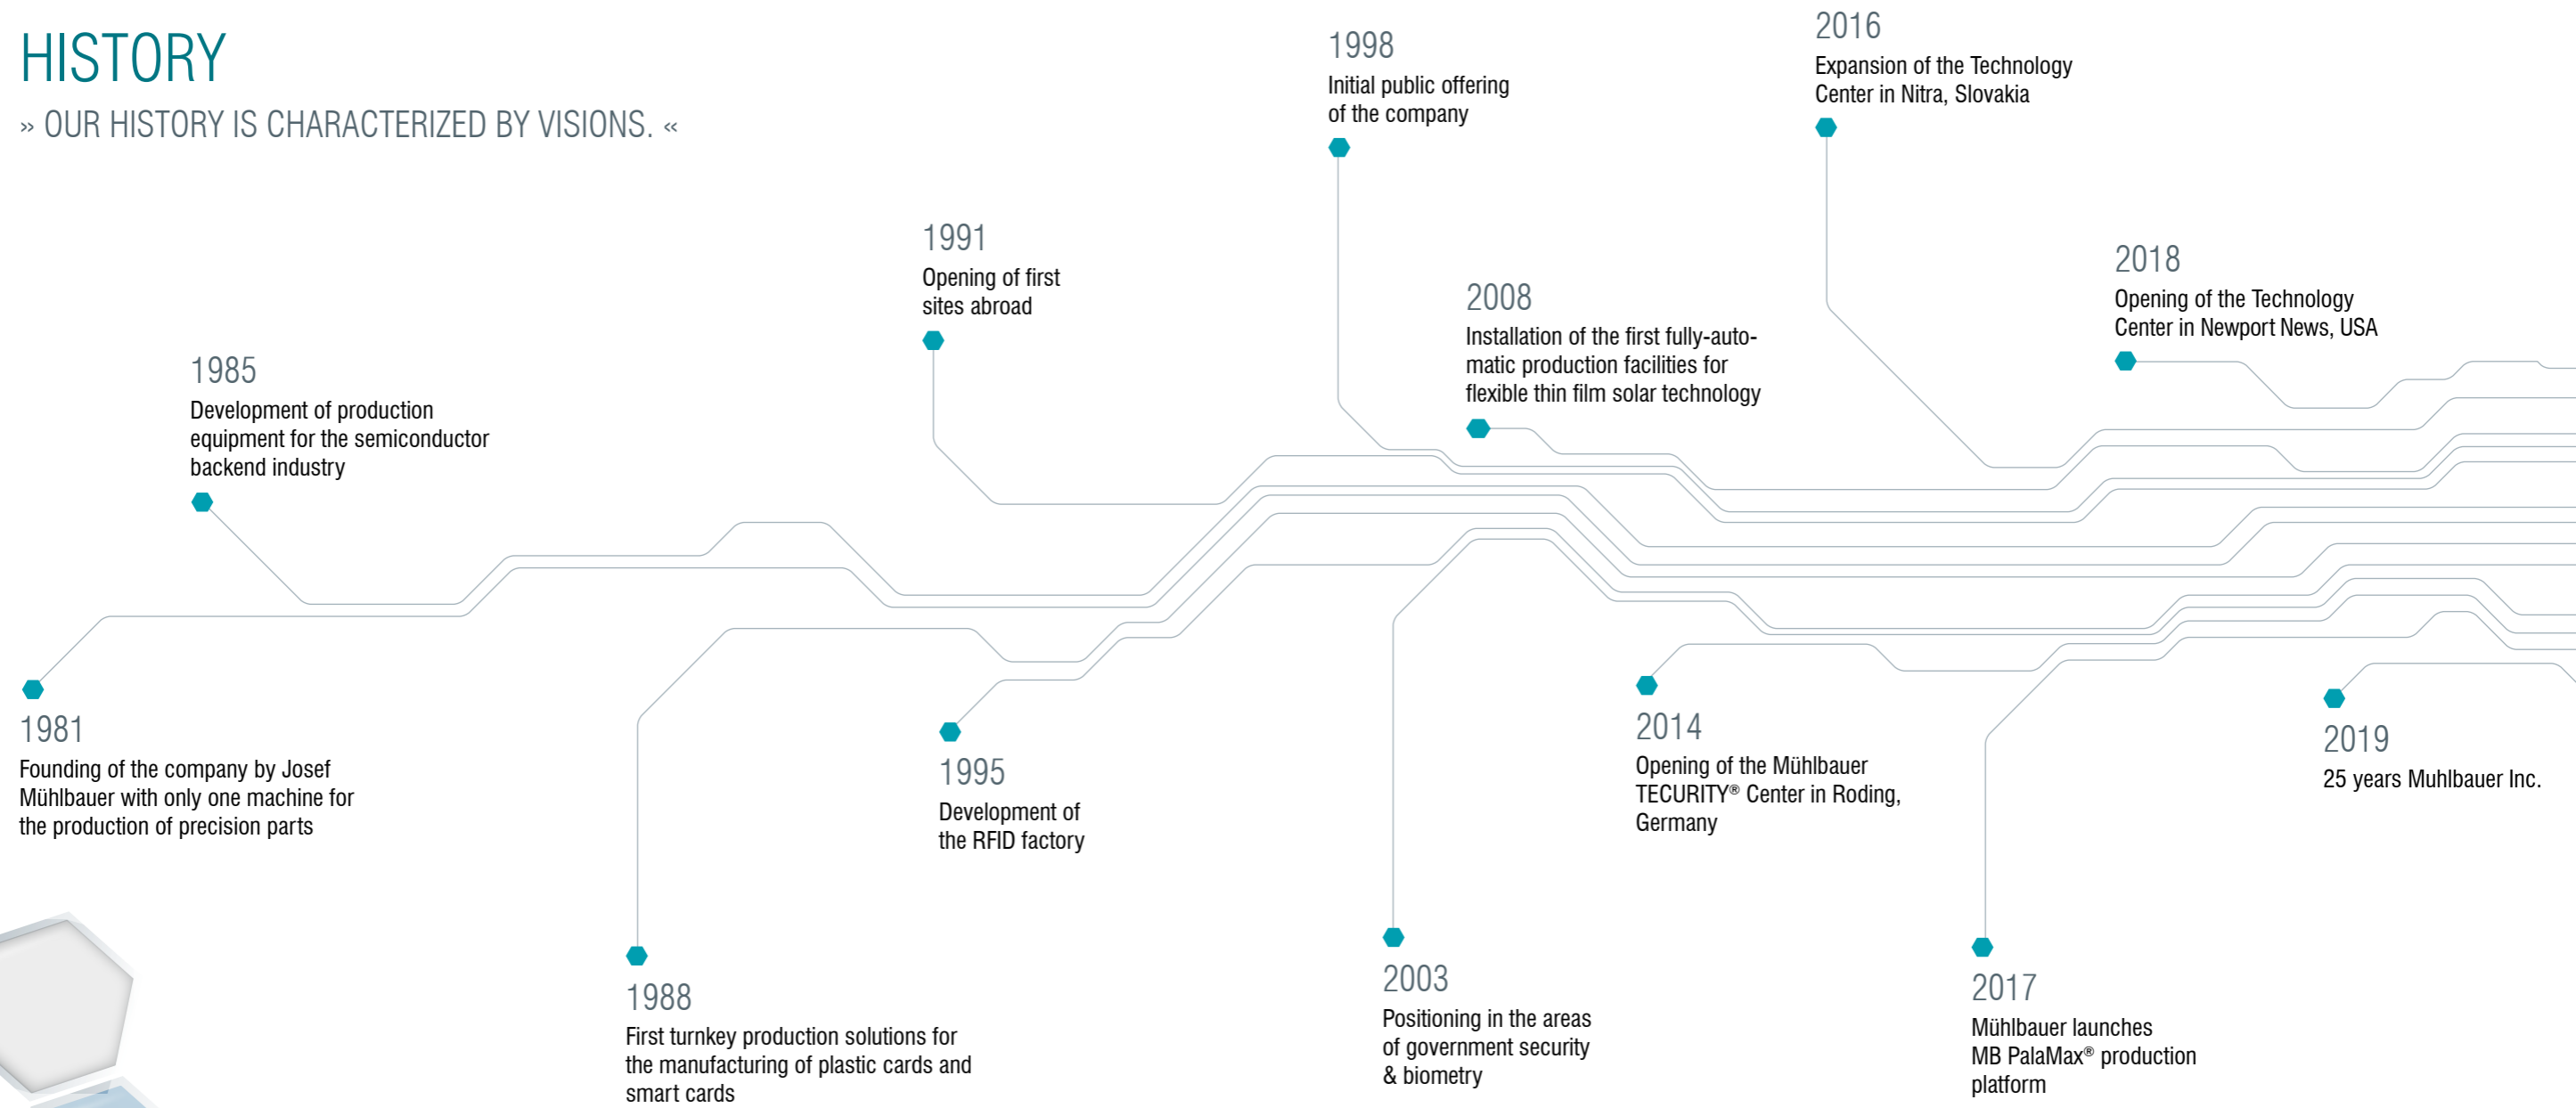 HISTORY
» OUR HISTORY IS CHARACTERIZED BY VISIONS. «
1981
Founding of the company by Josef
Mühlbauer with only one machine for
the production of precision parts
1985
Development of production
equipment for the semiconductor
backend industry
1988
First turnkey production solutions for
the manufacturing of plastic cards and
smart cards
1991
Opening of first
sites abroad
1995
Development of
the RFID factory
1998
Initial public offering
of the company
2003
Positioning in the areas
of government security
& biometry
2008
Installation of the first fully-auto-
matic production facilities for
flexible thin film solar technology
2014
Opening of the Mühlbauer
TECURITY® Center in Roding,
Germany
2016
Expansion of the Technology
Center in Nitra, Slovakia
2017
Mühlbauer launches
MB PalaMax® production
platform
2018
Opening of the Technology
Center in Newport News, USA
2019
25 years Muhlbauer Inc.